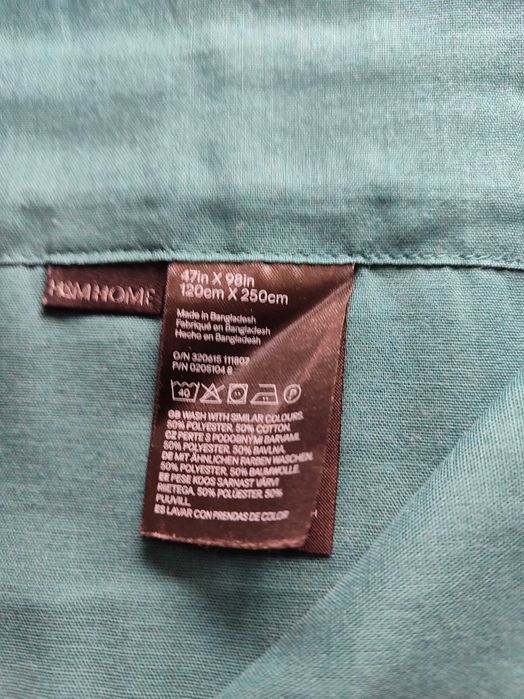 H&M HOME
47in X 98in
120cm X 250cm
Made in Bangladesh
Fabriqué en Bangladesh
Hecho en Bangladesh
O/N 320615 111807
P/N 0206104 8
40
P
GB WASH WITH SIMILAR COLOURS.
50% POLYESTER, 50% COTTON.
CZ PERTE S PODOBNÝMI BARVAMI.
50% POLYESTER, 50% BAVLNA.
DE MIT ÄHNLICHEN FARBEN WASCHEN.
50% POLYESTER, 50% BAUMWOLLE.
EE PESE KOOS SARNAST VÄRVI
RIETEGA. 50% POLÜESTER, 50%
PUUVILL.
ES LAVAR CON PRENDAS DE COLOR